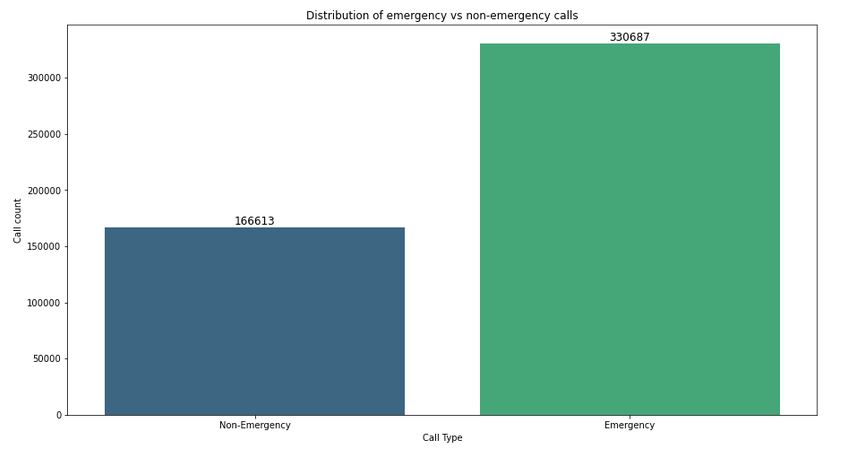 Distribution of emergency vs non-emergency calls
330687
300000
250000
200000
166613
150000
100000
50000
0
Call count
Non-Emergency
Emergency
Call Type